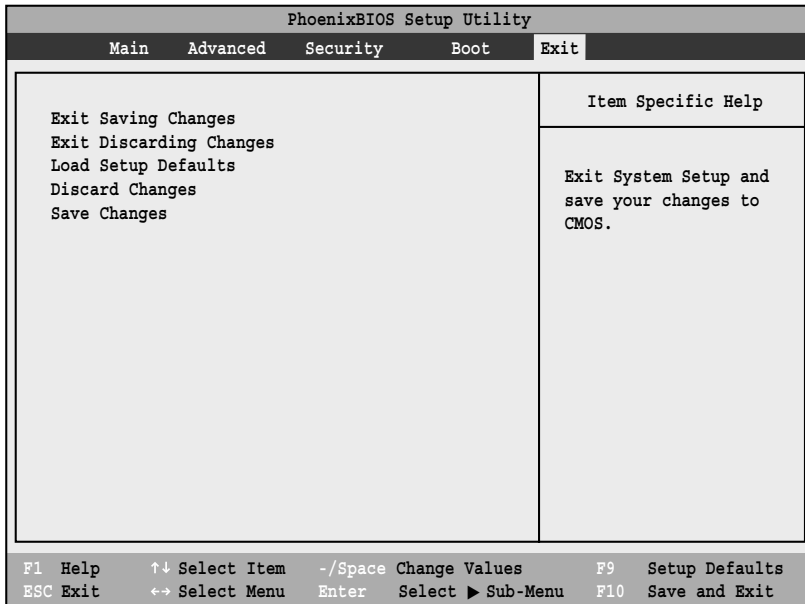 PhoenixBIOS Setup Utility
Main Advanced Security Boot Exit
Exit Saving Changes
Exit Discarding Changes
Load Setup Defaults
Discard Changes
Save Changes
Item Specific Help
Exit System Setup and
save your changes to
CMOS.
F1 Help ↑↓ Select Item -/Space Change Values F9 Setup Defaults
ESC Exit ←→ Select Menu Enter Select ▶ Sub-Menu F10 Save and Exit